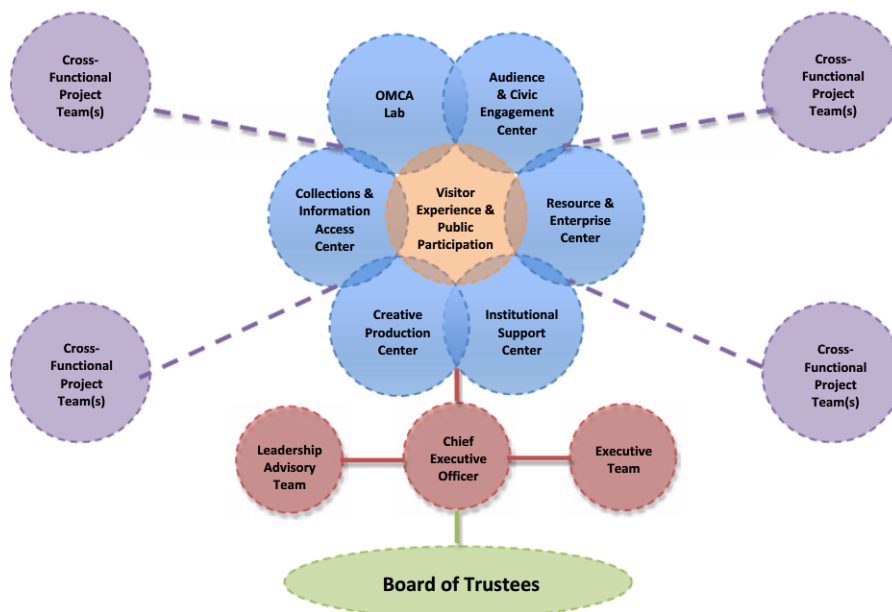 Cross-
Functional
Project
Team(s)
OMCA
Lab
Audience
& Civic
Engagement
Center
Cross-
Functional
Project
Team(s)
Collections &
Information
Access
Center
Visitor
Experience &
Public
Participation
Resource &
Enterprise
Center
Cross-
Functional
Project
Team(s)
Creative
Production
Center
Institutional
Support
Center
Cross-
Functional
Project
Team(s)
Leadership
Advisory
Team
Chief
Executive
Officer
Executive
Team
Board of Trustees